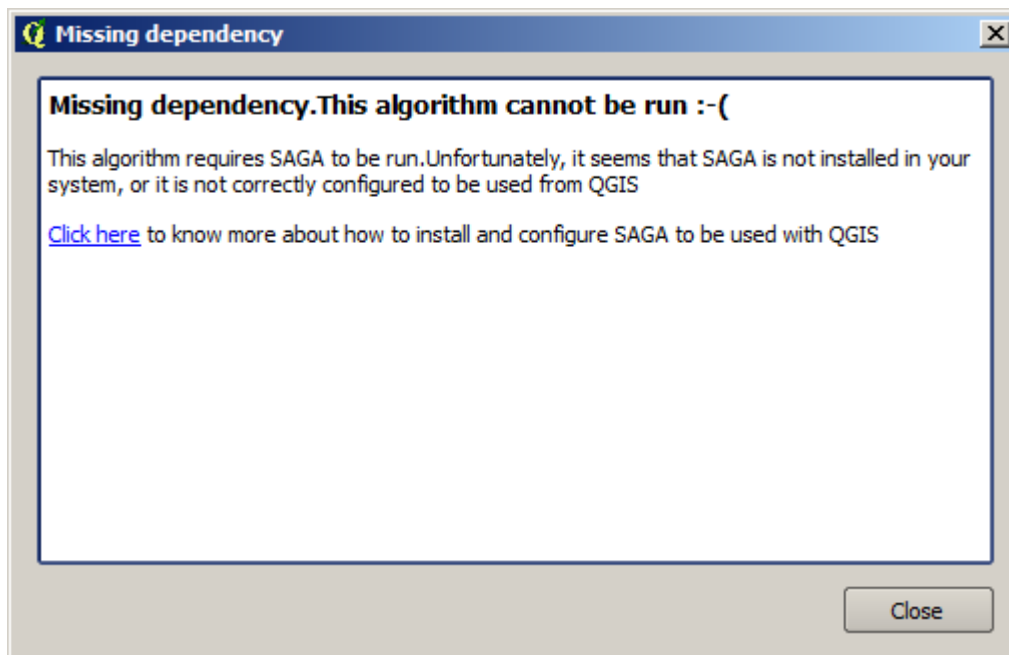 Missing dependency
Missing dependency.This algorithm cannot be run :-(
This algorithm requires SAGA to be run.Unfortunately, it seems that SAGA is not installed in your
system, or it is not correctly configured to be used from QGIS
Click here to know more about how to install and configure SAGA to be used with QGIS
Close